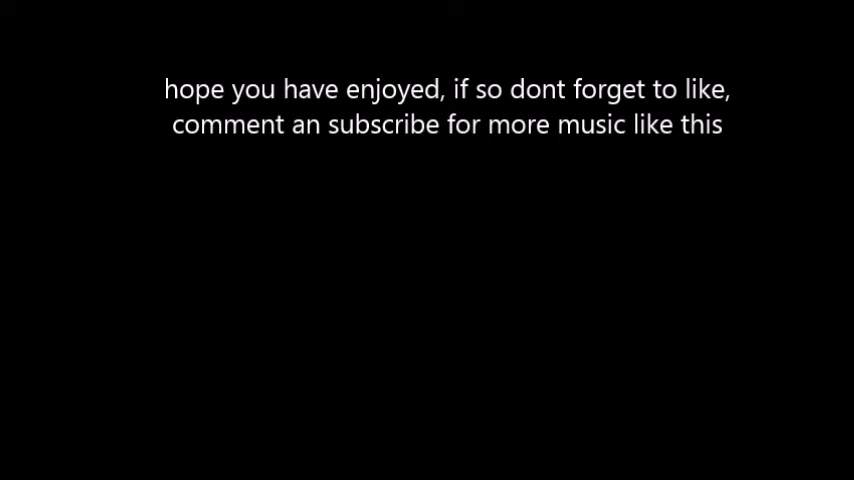 hope you have enjoyed, if so dont forget to like,
comment an subscribe for more music like this